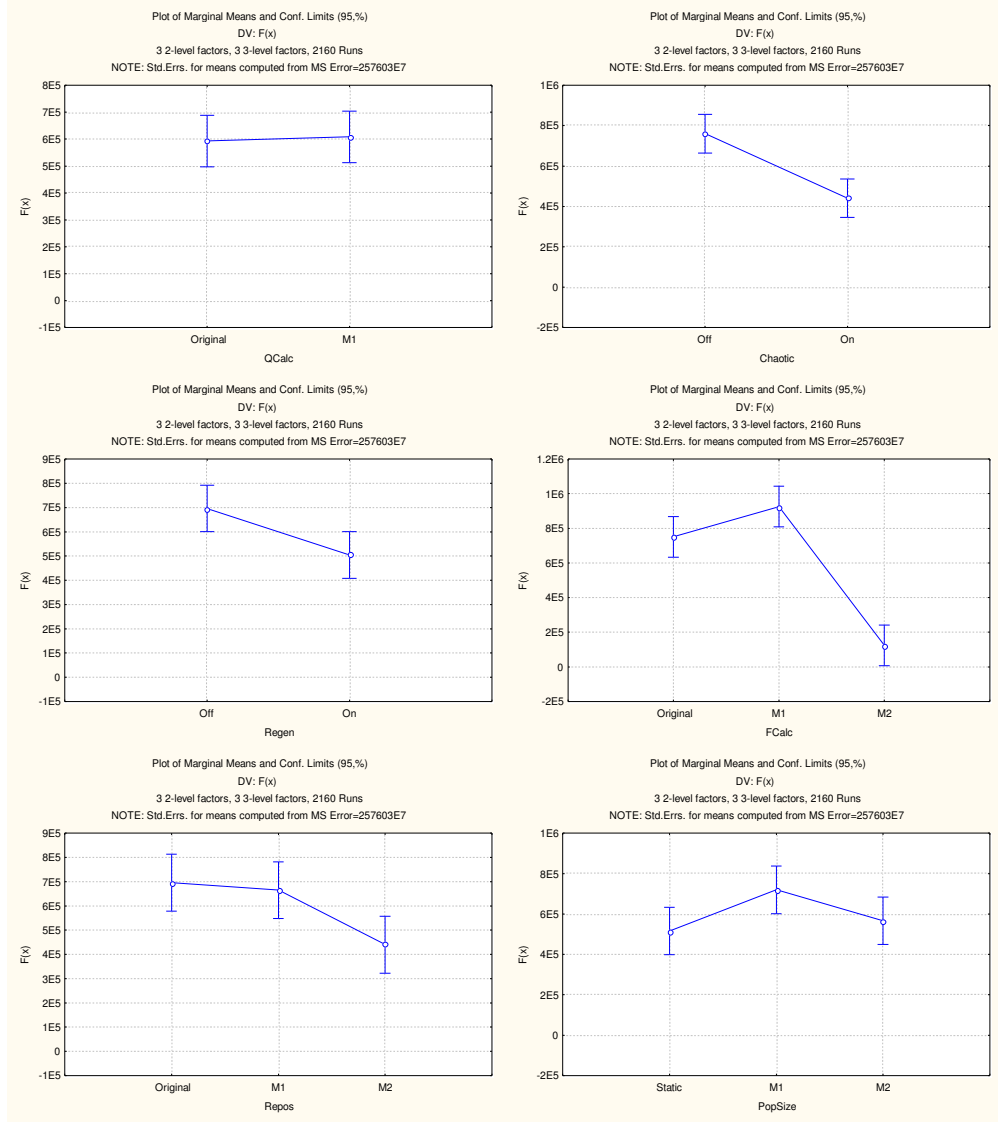 Plot of Marginal Means and Conf. Limits (95,%)
DV: F(x)
3 2-level factors, 3 3-level factors, 2160 Runs
NOTE: Std.Errs. for means computed from MS Error=257603E7
8E5
7E5
6E5
5E5
4E5
3E5
2E5
1E5
0
-1E5
F(x)
Original M1
QCalc
Plot of Marginal Means and Conf. Limits (95,%)
DV: F(x)
3 2-level factors, 3 3-level factors, 2160 Runs
NOTE: Std.Errs. for means computed from MS Error=257603E7
1E6
8E5
6E5
4E5
2E5
0
-2E5
F(x)
Off On
Chaotic
Plot of Marginal Means and Conf. Limits (95,%)
DV: F(x)
3 2-level factors, 3 3-level factors, 2160 Runs
NOTE: Std.Errs. for means computed from MS Error=257603E7
9E5
8E5
7E5
6E5
5E5
4E5
3E5
2E5
1E5
0
-1E5
F(x)
Off On
Regen
Plot of Marginal Means and Conf. Limits (95,%)
DV: F(x)
3 2-level factors, 3 3-level factors, 2160 Runs
NOTE: Std.Errs. for means computed from MS Error=257603E7
1.2E6
1E6
8E5
6E5
4E5
2E5
0
-2E5
F(x)
Original M1 M2
FCalc
Plot of Marginal Means and Conf. Limits (95,%)
DV: F(x)
3 2-level factors, 3 3-level factors, 2160 Runs
NOTE: Std.Errs. for means computed from MS Error=257603E7
9E5
8E5
7E5
6E5
5E5
4E5
3E5
2E5
1E5
0
-1E5
F(x)
Original M1 M2
Repos
Plot of Marginal Means and Conf. Limits (95,%)
DV: F(x)
3 2-level factors, 3 3-level factors, 2160 Runs
NOTE: Std.Errs. for means computed from MS Error=257603E7
1E6
8E5
6E5
4E5
2E5
0
-2E5
F(x)
Static M1 M2
PopSize